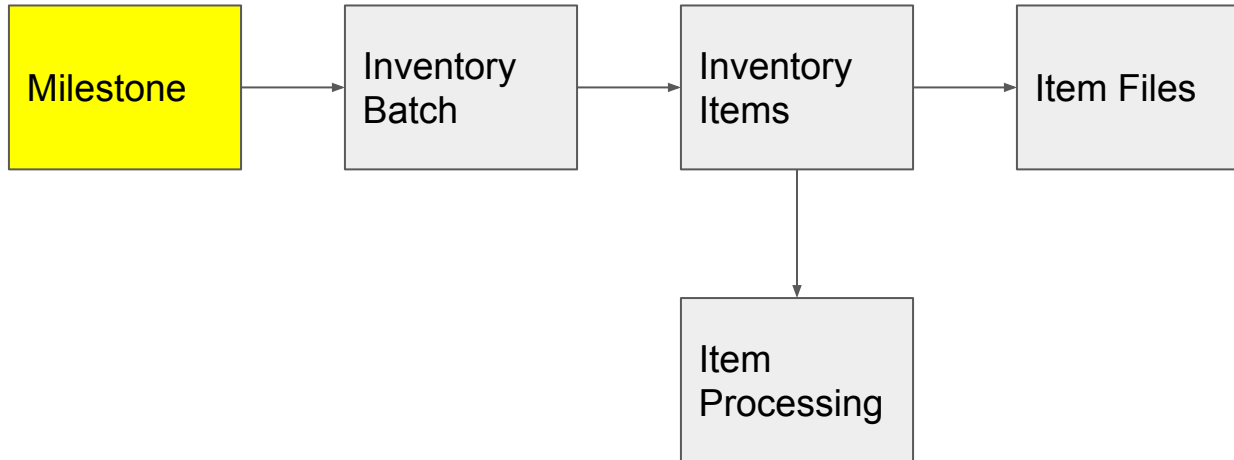 Milestone
Inventory
Batch
Inventory
Items
Item Files
Item
Processing